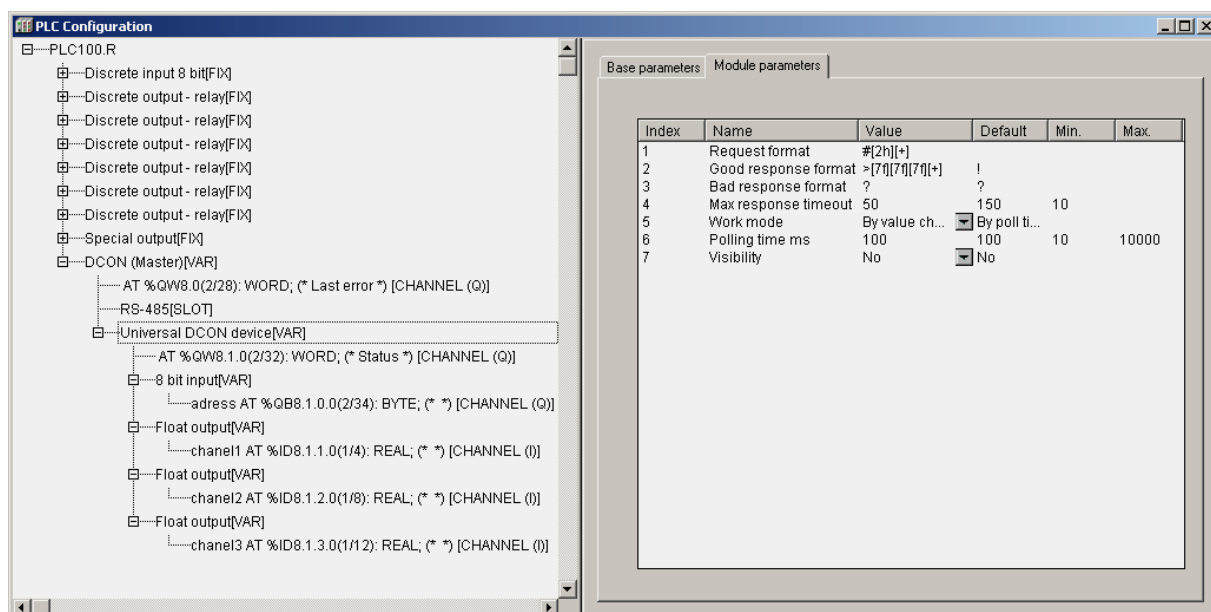 PLC Configuration
PLC100.R
Discrete input 8 bit[FIX]
Discrete output - relay[FIX]
Discrete output - relay[FIX]
Discrete output - relay[FIX]
Discrete output - relay[FIX]
Discrete output - relay[FIX]
Discrete output - relay[FIX]
Special output[FIX]
DCON (Master)[VAR]
AT %QW8.0(2/28): WORD; (* Last error *) [CHANNEL (Q)]
RS-485[SLOT]
Universal DCON device[VAR]
AT %QW8.1.0(2/32): WORD; (* Status *) [CHANNEL (Q)]
8 bit input[VAR]
adress AT %QB8.1.0.0(2/34): BYTE; (* *) [CHANNEL (Q)]
Float output[VAR]
chanel1 AT %ID8.1.1.0(1/4): REAL; (* *) [CHANNEL (I)]
Float output[VAR]
chanel2 AT %ID8.1.2.0(1/8): REAL; (* *) [CHANNEL (I)]
Float output[VAR]
chanel3 AT %ID8.1.3.0(1/12): REAL; (* *) [CHANNEL (I)]
Base parameters Module parameters
Index Name Value Default Min. Max.
1 Request format #[2h][+]
2 Good response format >[7f][7f][7f][+] !
3 Bad response format ? ?
4 Max response timeout 50 150 10
5 Work mode By value ch... By poll ti...
6 Polling time ms 100 100 10 10000
7 Visibility No No